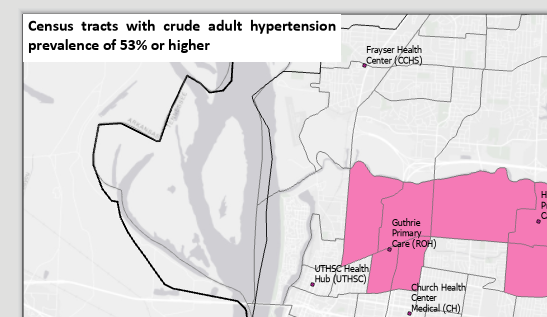 Census tracts with crude adult hypertension
prevalence of 53% or higher
Frayser Health
Center (CCHS)
ARKANSAS
H
P
C
Guthrie
Primary
Care (ROH)
UTHSC Health
Hub (UTHSC)
Church Health
Center
Medical (CH)